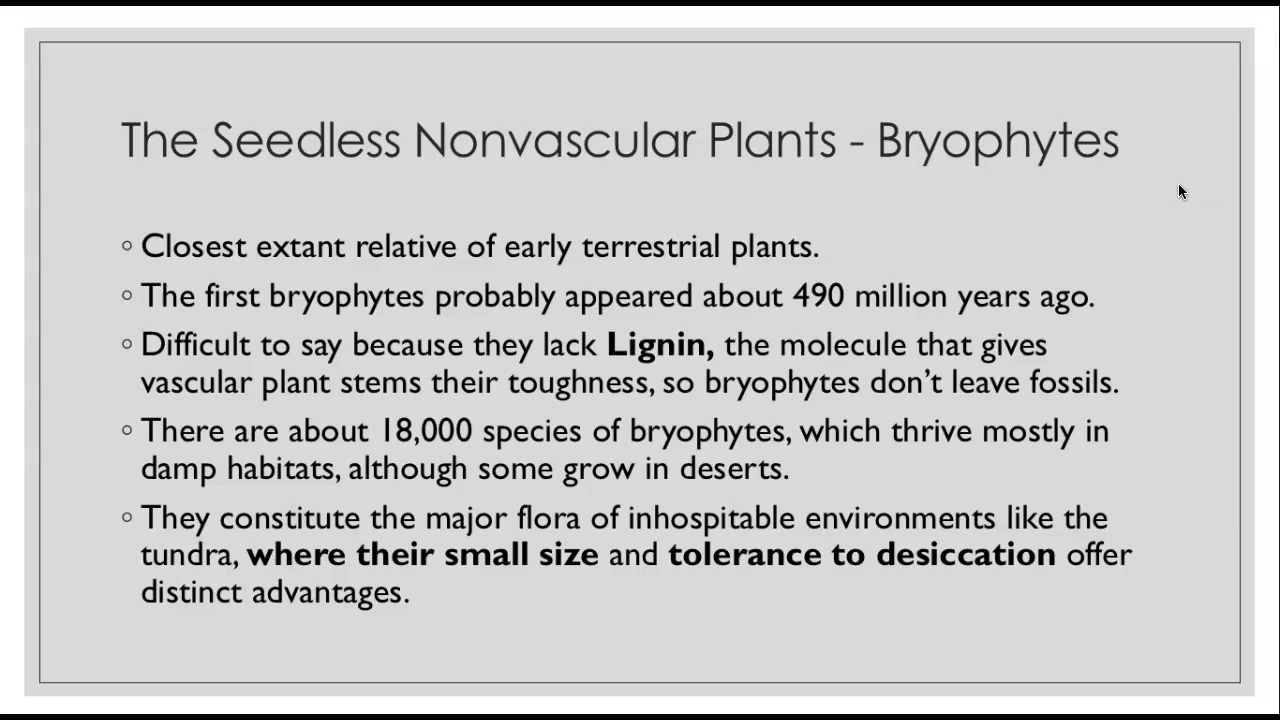 The Seedless Nonvascular Plants - Bryophytes
◦ Closest extant relative of early terrestrial plants.
◦ The first bryophytes probably appeared about 490 million years ago.
◦ Difficult to say because they lack Lignin, the molecule that gives
vascular plant stems their toughness, so bryophytes don’t leave fossils.
◦ There are about 18,000 species of bryophytes, which thrive mostly in
damp habitats, although some grow in deserts.
◦ They constitute the major flora of inhospitable environments like the
tundra, where their small size and tolerance to desiccation offer
distinct advantages.